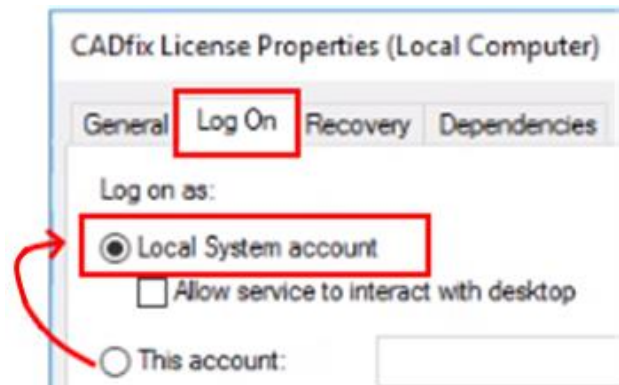 CADfix License Properties (Local Computer)
General Log On Recovery Dependencies
Log on as:
Local System account
Allow service to interact with desktop
This account: